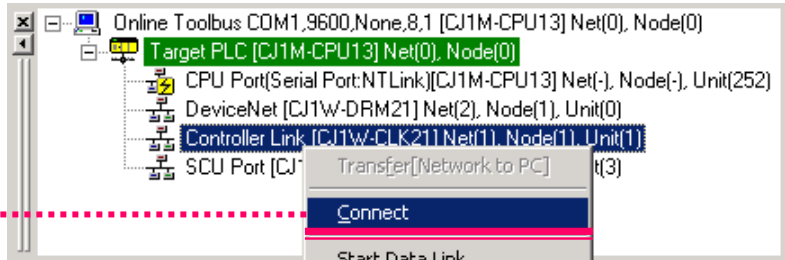 Online Toolbus COM1,9600,None,8,1 [CJ1M-CPU13] Net(0), Node(0)
Target PLC [CJ1M-CPU13] Net(0), Node(0)
CPU Port(Serial Port:NTLink)[CJ1M-CPU13] Net(-), Node(-), Unit(252)
DeviceNet [CJ1W-DRM21] Net(2), Node(1), Unit(0)
Controller Link [CJ1W-CLK21] Net(1), Node(1), Unit(1)
SCU Port [CJ1 t(3)
Transfer[Network to PC]
Connect
Start Data Link